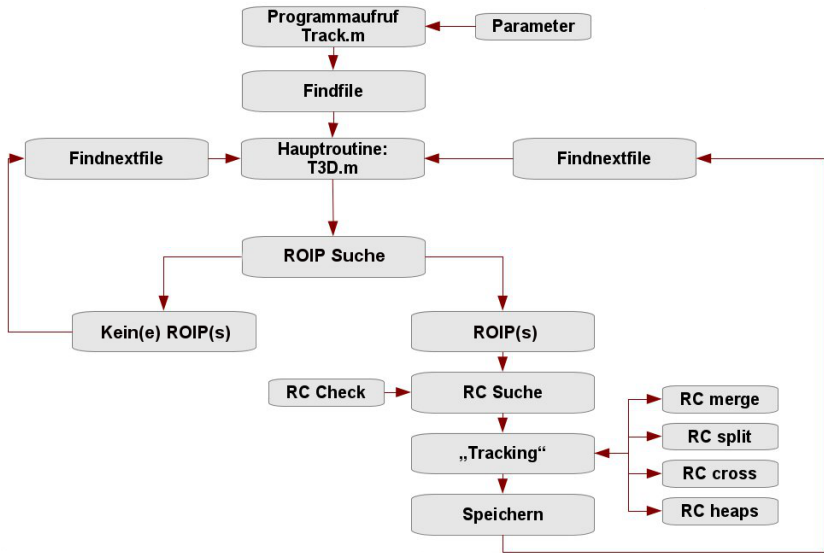 Programmaufruf
Track.m
Parameter
Findfile
Findnextfile
Hauptroutine:
T3D.m
Findnextfile
ROIP Suche
Kein(e) ROIP(s)
ROIP(s)
RC Check
RC Suche
RC merge
RC split
„Tracking“
RC cross
Speichern
RC heaps